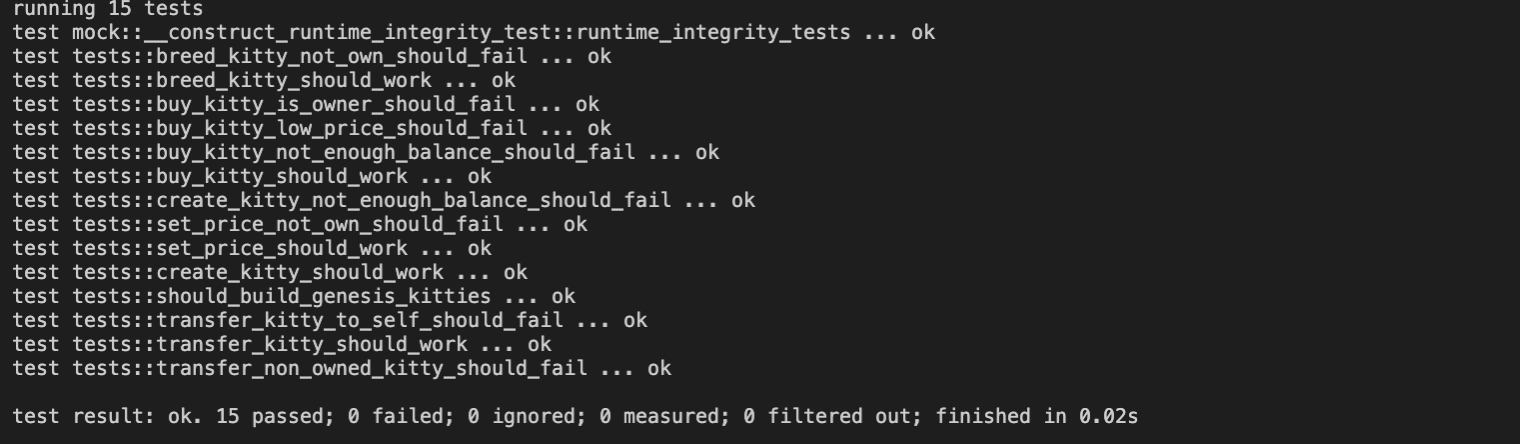 running 15 tests
test mock::__construct_runtime_integrity_test::runtime_integrity_tests ... ok
test tests::breed_kitty_not_own_should_fail ... ok
test tests::breed_kitty_should_work ... ok
test tests::buy_kitty_is_owner_should_fail ... ok
test tests::buy_kitty_low_price_should_fail ... ok
test tests::buy_kitty_not_enough_balance_should_fail ... ok
test tests::buy_kitty_should_work ... ok
test tests::create_kitty_not_enough_balance_should_fail ... ok
test tests::set_price_not_own_should_fail ... ok
test tests::set_price_should_work ... ok
test tests::create_kitty_should_work ... ok
test tests::should_build_genesis_kitties ... ok
test tests::transfer_kitty_to_self_should_fail ... ok
test tests::transfer_kitty_should_work ... ok
test tests::transfer_non_owned_kitty_should_fail ... ok
test result: ok. 15 passed; 0 failed; 0 ignored; 0 measured; 0 filtered out; finished in 0.02s